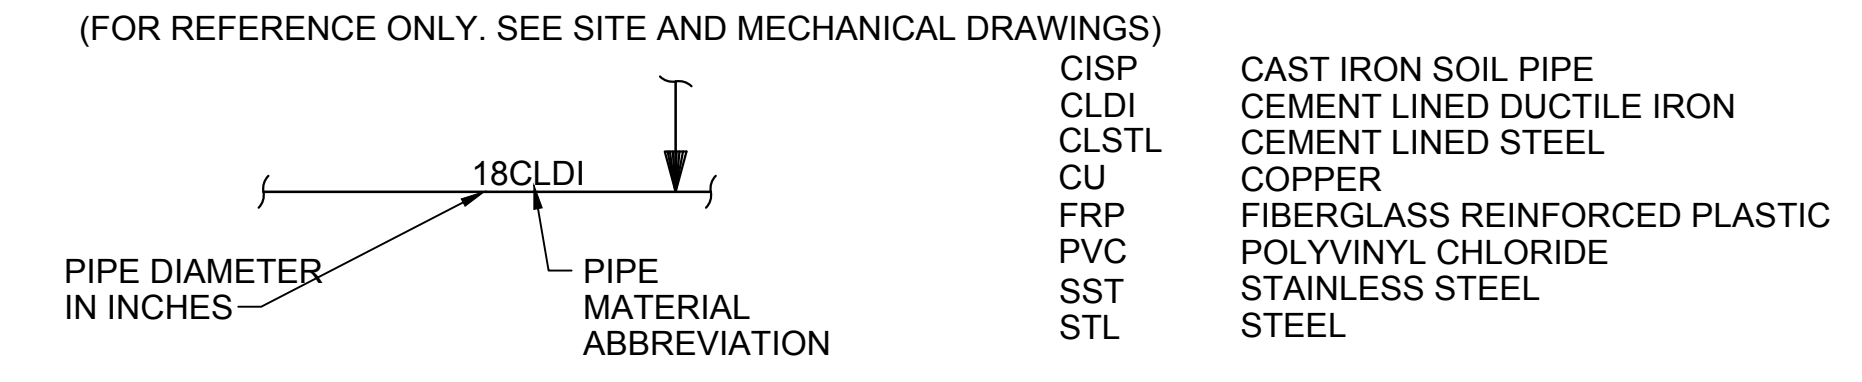 (FOR REFERENCE ONLY. SEE SITE AND MECHANICAL DRAWINGS)
18CLDI
PIPE DIAMETER
IN INCHES
PIPE
MATERIAL
ABBREVIATION
CISP CAST IRON SOIL PIPE
CLDI CEMENT LINED DUCTILE IRON
CLSTL CEMENT LINED STEEL
CU COPPER
FRP FIBERGLASS REINFORCED PLASTIC
PVC POLYVINYL CHLORIDE
SST STAINLESS STEEL
STL STEEL